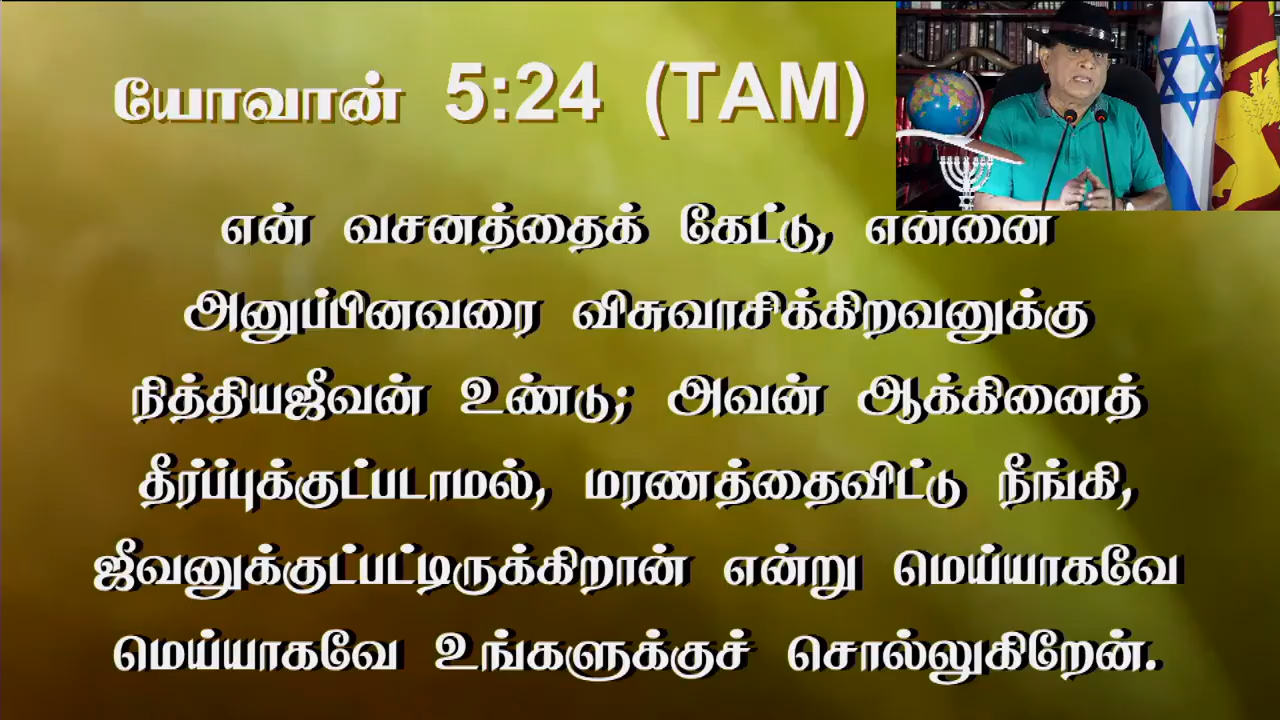 யோவான் 5:24 (TAM)
என் வசனத்தைக் கேட்டு, என்னை
அனுப்பினவரை விசுவாசிக்கிறவனுக்கு
நித்தியஜீவன் உண்டு; அவன் ஆக்கினைத்
தீர்ப்புக்குட்படாமல், மரணத்தைவிட்டு நீங்கி,
ஜீவனுக்குட்பட்டிருக்கிறான் என்று மெய்யாகவே
மெய்யாகவே உங்களுக்குச் சொல்லுகிறேன்.